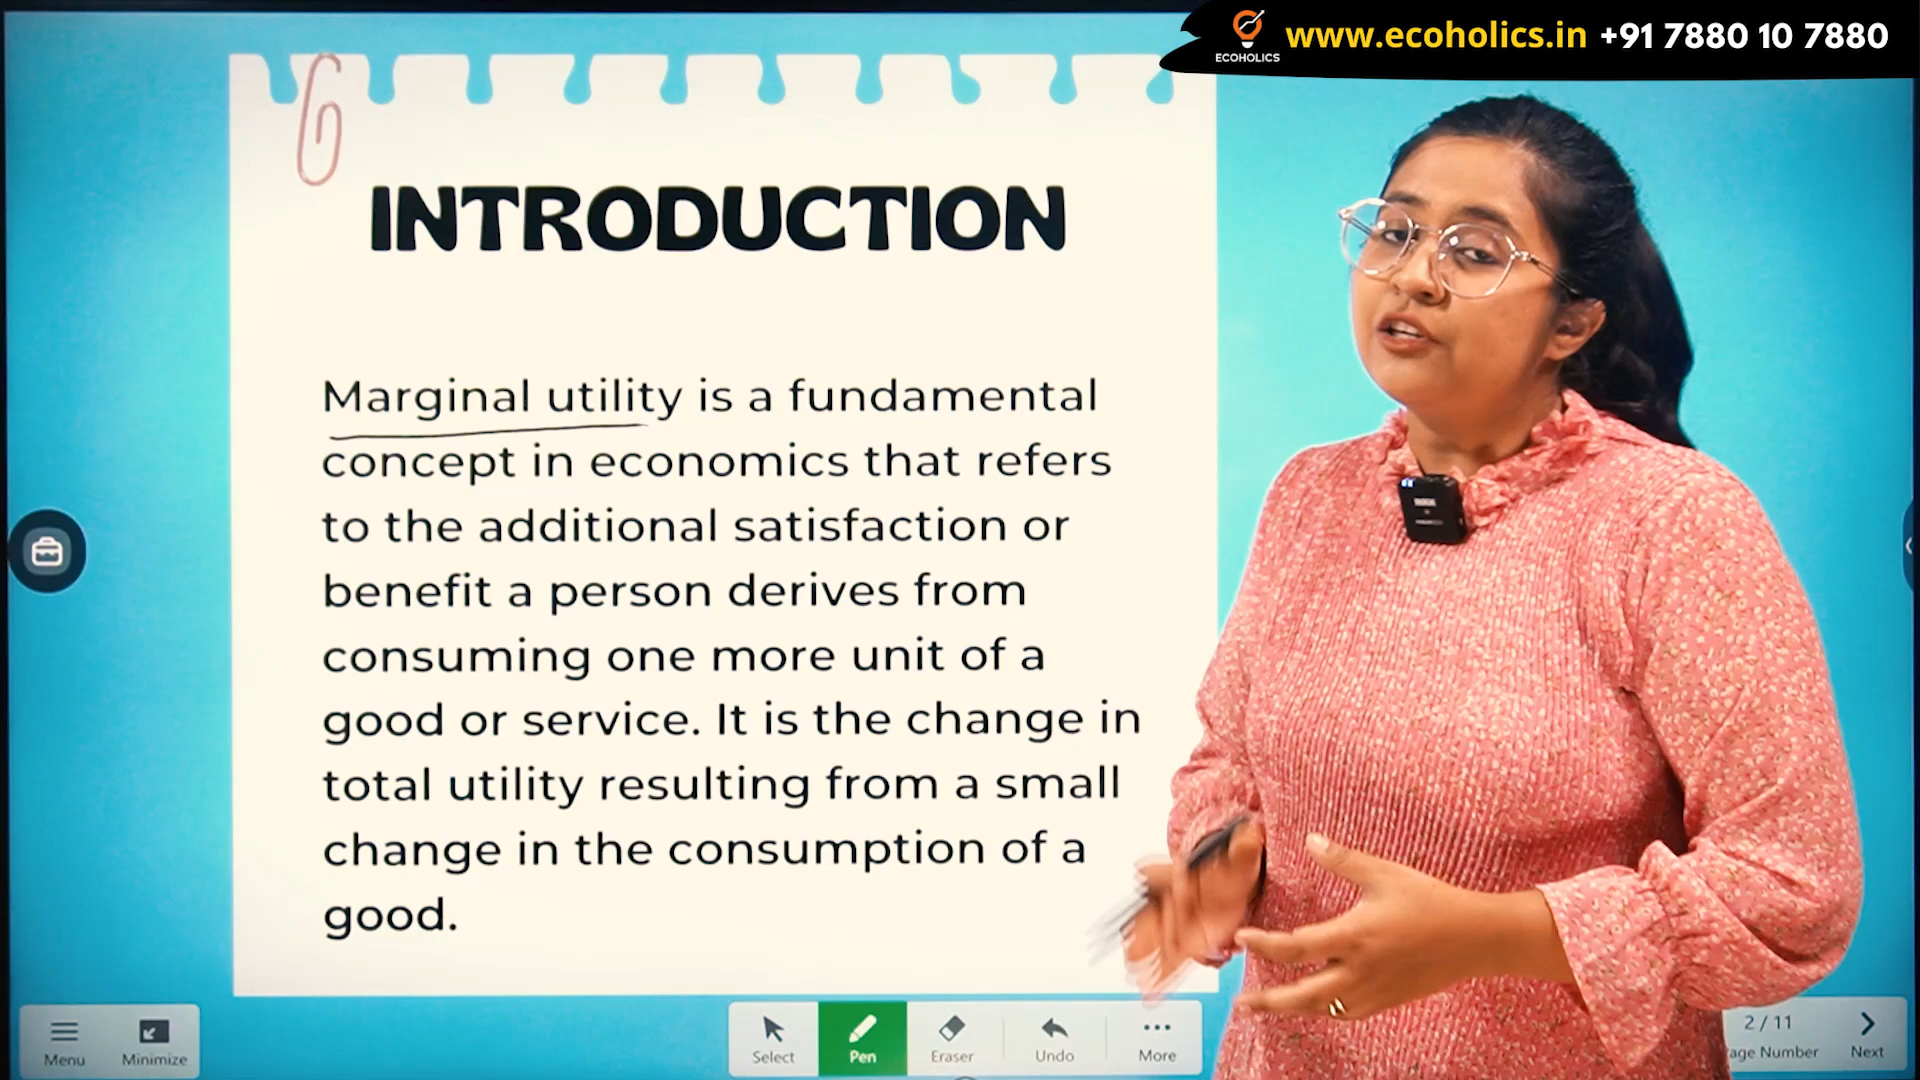 ECOHOLICS
www.ecoholics.in +91 7880 10 7880
INTRODUCTION
Marginal utility is a fundamental
concept in economics that refers
to the additional satisfaction or
benefit a person derives from
consuming one more unit of a
good or service. It is the change in
total utility resulting from a small
change in the consumption of a
good.
Menu Minimize
Select Pen Eraser Undo More
2 / 11
age Number Next